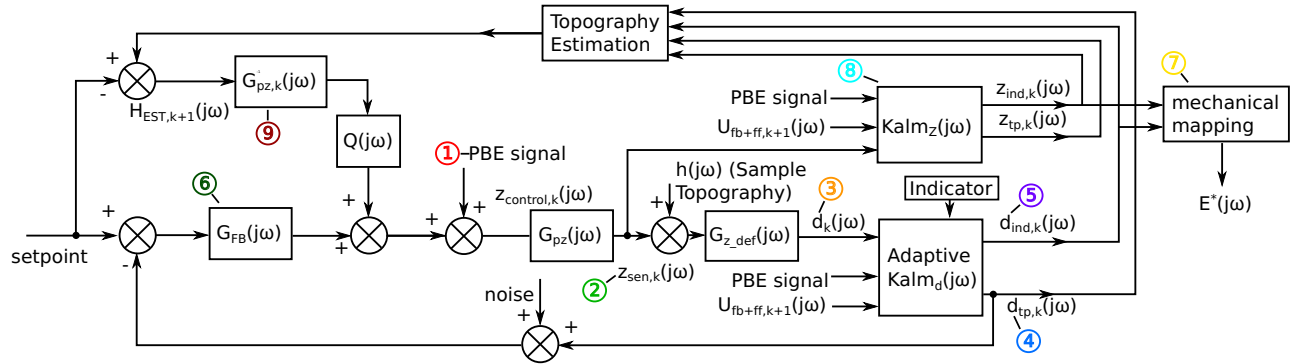 Topography
Estimation
+
-
H_EST,k+1(jω)
G⁻_pz,k(jω)
9
Q(jω)
8
PBE signal
U_fb+ff,k+1(jω)
Kalm_Z(jω)
z_ind,k(jω)
z_tp,k(jω)
7
mechanical
mapping
E*(jω)
1
PBE signal
6
setpoint
+
-
G_FB(jω)
+
+
+
+
z_control,k(jω)
G_pz(jω)
2
z_sen,k(jω)
h(jω) (Sample
Topography)
+
+
G_z_def(jω)
3
d_k(jω)
Indicator
5
d_ind,k(jω)
Adaptive
Kalm_d(jω)
PBE signal
U_fb+ff,k+1(jω)
d_tp,k(jω)
4
noise
+
+